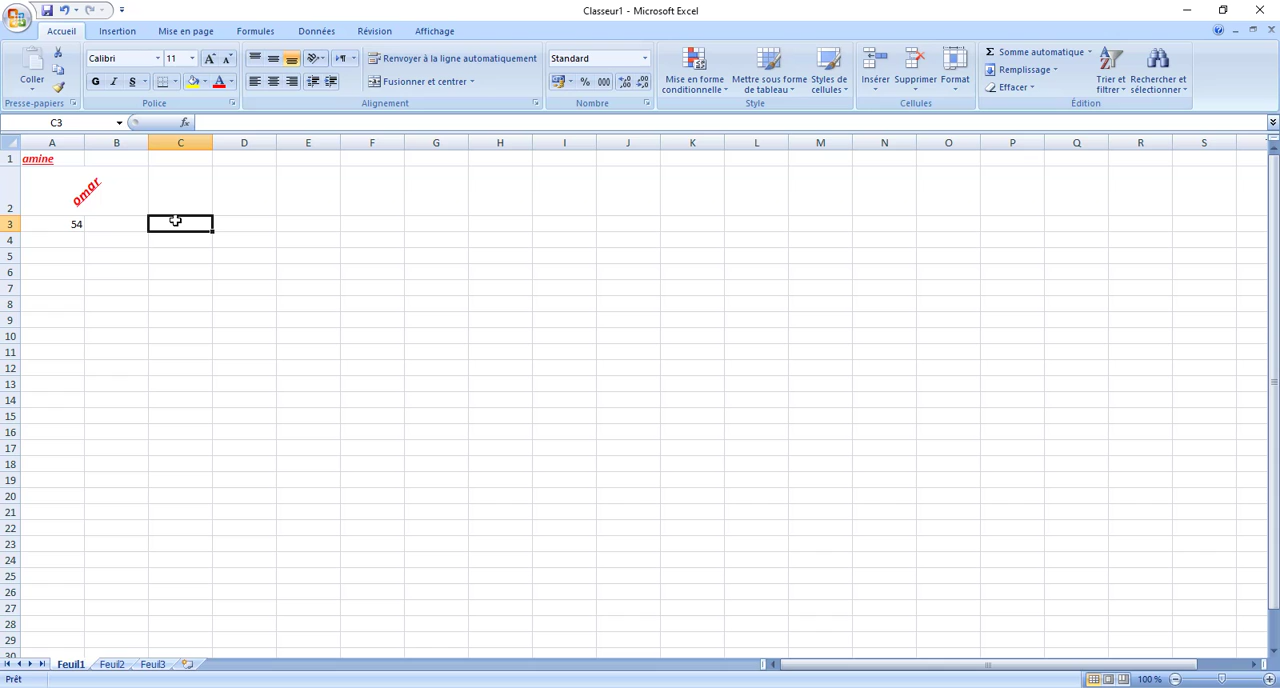 Classeur1 - Microsoft Excel
Accueil Insertion Mise en page Formules Données Révision Affichage
Coller
Presse-papiers
Calibri 11
G I S
Police
Renvoyer à la ligne automatiquement
Fusionner et centrer
Alignement
Standard
% 000
Nombre
Mise en forme conditionnelle
Mettre sous forme de tableau
Styles de cellules
Style
Insérer Supprimer Format
Cellules
Σ Somme automatique
Remplissage
Effacer
Trier et filtrer
Rechercher et sélectionner
Édition
C3 fx
A B C D E F G H I J K L M N O P Q R S
1 amine
2 omar
3 54
4
5
6
7
8
9
10
11
12
13
14
15
16
17
18
19
20
21
22
23
24
25
26
27
28
29
30
Feuil1 Feuil2 Feuil3
Prêt 100 %